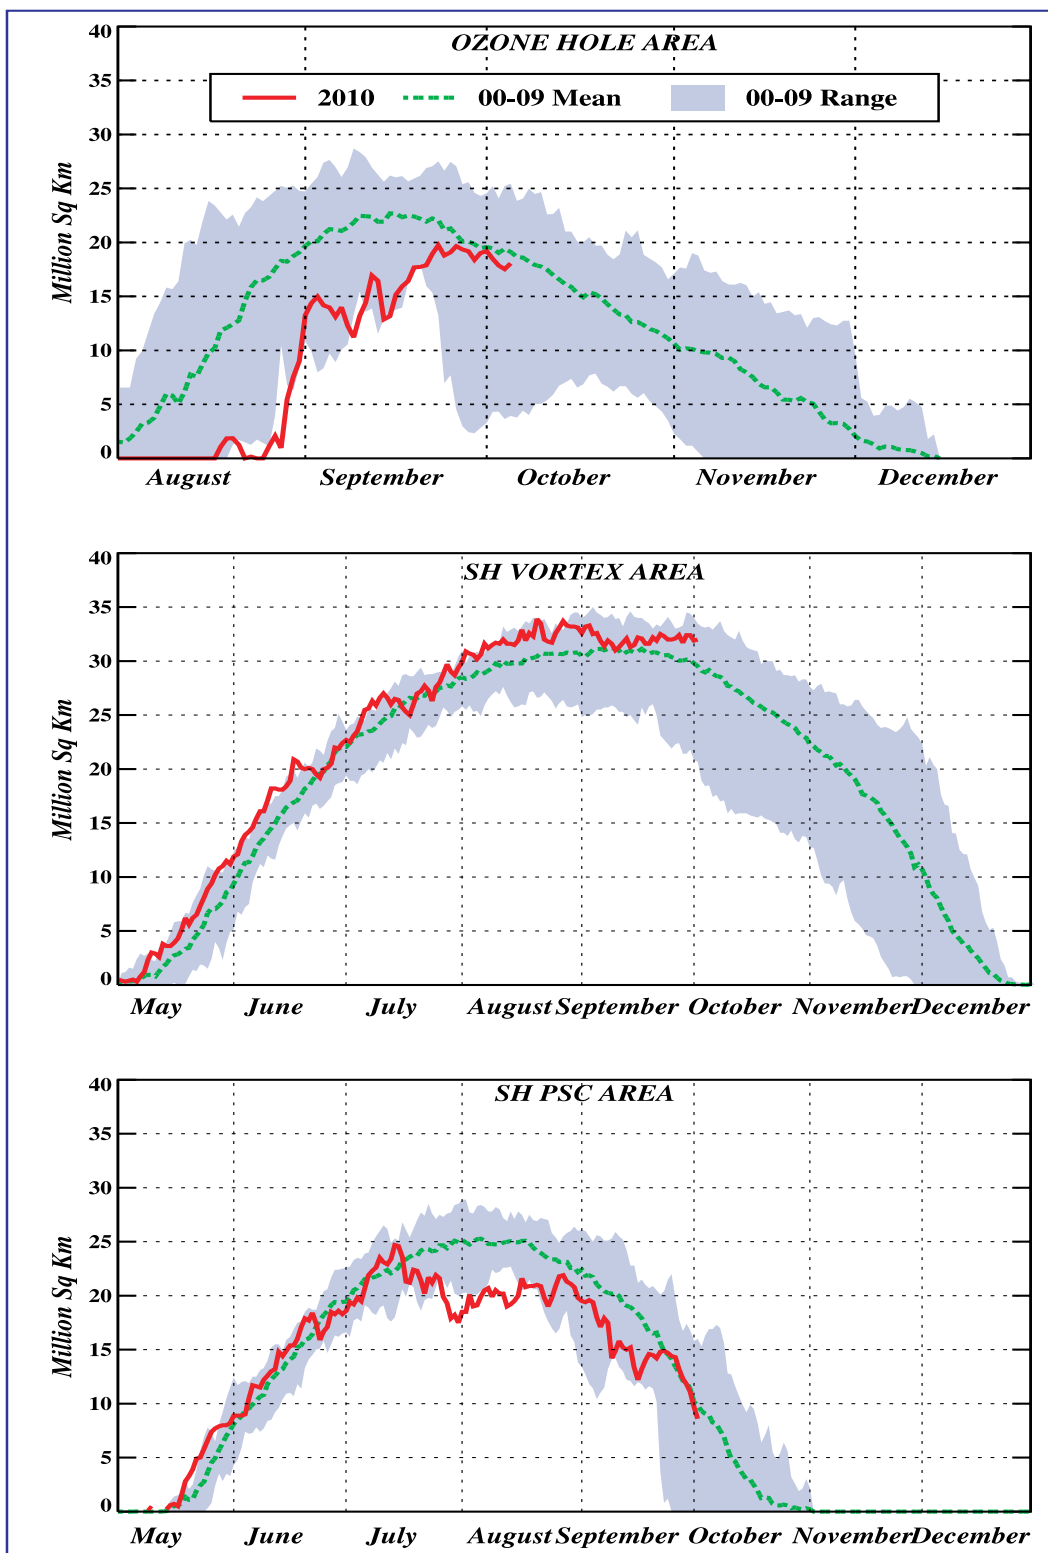 OZONE HOLE AREA
2010 00-09 Mean 00-09 Range
40
35
30
25
20
15
10
5
0
Million Sq Km
August September October November December
SH VORTEX AREA
40
35
30
25
20
15
10
5
0
Million Sq Km
May June July August September October November December
SH PSC AREA
40
35
30
25
20
15
10
5
0
Million Sq Km
May June July August September October November December